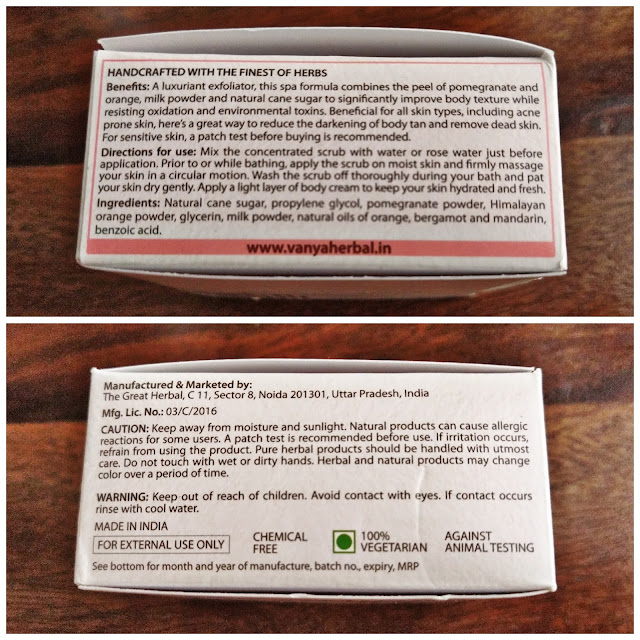 HANDCRAFTED WITH THE FINEST OF HERBS
Benefits: A luxuriant exfoliator, this spa formula combines the peel of pomegranate and
orange, milk powder and natural cane sugar to significantly improve body texture while
resisting oxidation and environmental toxins. Beneficial for all skin types, including acne
prone skin, here's a great way to reduce the darkening of body tan and remove dead skin.
For sensitive skin, a patch test before buying is recommended.
Directions for use: Mix the concentrated scrub with water or rose water just before
application. Prior to or while bathing, apply the scrub on moist skin and firmly massage
your skin in a circular motion. Wash the scrub off thoroughly during your bath and pat
your skin dry gently. Apply a light layer of body cream to keep your skin hydrated and fresh.
Ingredients: Natural cane sugar, propylene glycol, pomegranate powder, Himalayan
orange powder, glycerin, milk powder, natural oils of orange, bergamot and mandarin,
benzoic acid.
www.vanyaherbal.in
Manufactured & Marketed by:
The Great Herbal, C 11, Sector 8, Noida 201301, Uttar Pradesh, India
Mfg. Lic. No.: 03/C/2016
CAUTION: Keep away from moisture and sunlight. Natural products can cause allergic
reactions for some users. A patch test is recommended before use. If irritation occurs,
refrain from using the product. Pure herbal products should be handled with utmost
care. Do not touch with wet or dirty hands. Herbal and natural products may change
color over a period of time.
WARNING: Keep out of reach of children. Avoid contact with eyes. If contact occurs
rinse with cool water.
MADE IN INDIA
FOR EXTERNAL USE ONLY
CHEMICAL
FREE
100%
VEGETARIAN
AGAINST
ANIMAL TESTING
See bottom for month and year of manufacture, batch no., expiry, MRP